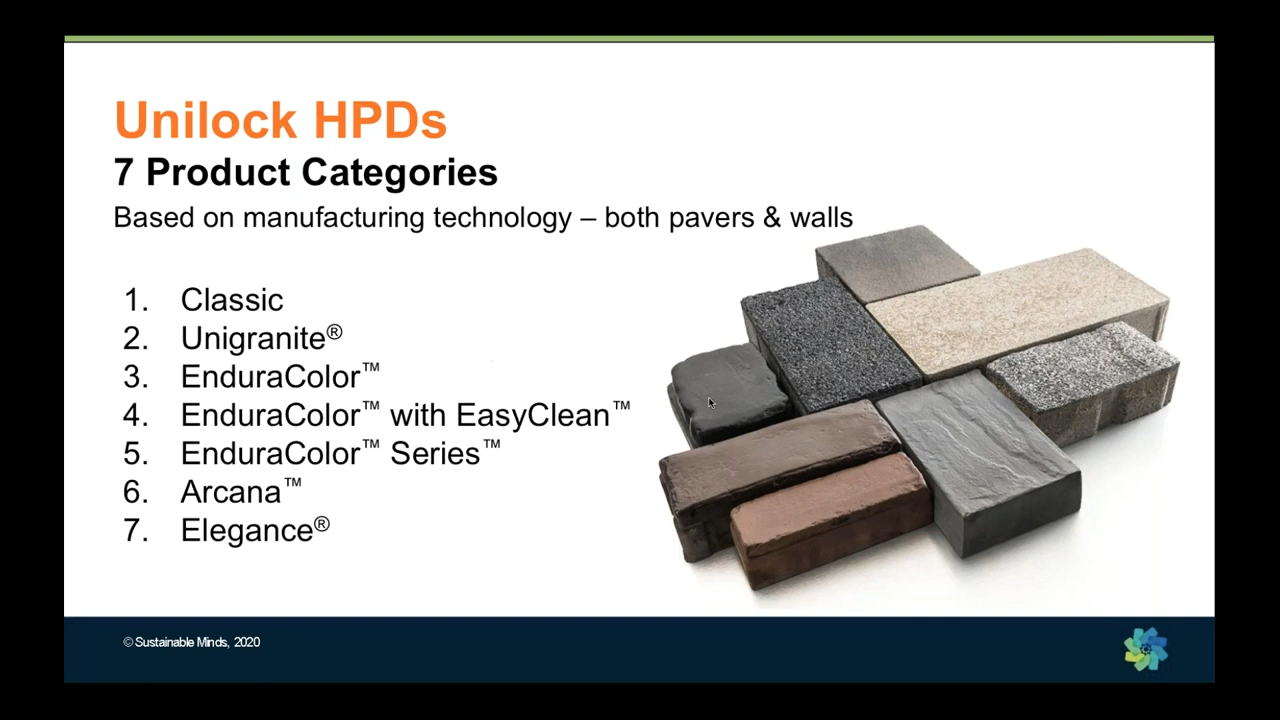 Unilock HPDs
7 Product Categories
Based on manufacturing technology – both pavers & walls
1. Classic
2. Unigranite®
3. EnduraColor™
4. EnduraColor™ with EasyClean™
5. EnduraColor™ Series™
6. Arcana™
7. Elegance®
© Sustainable Minds, 2020